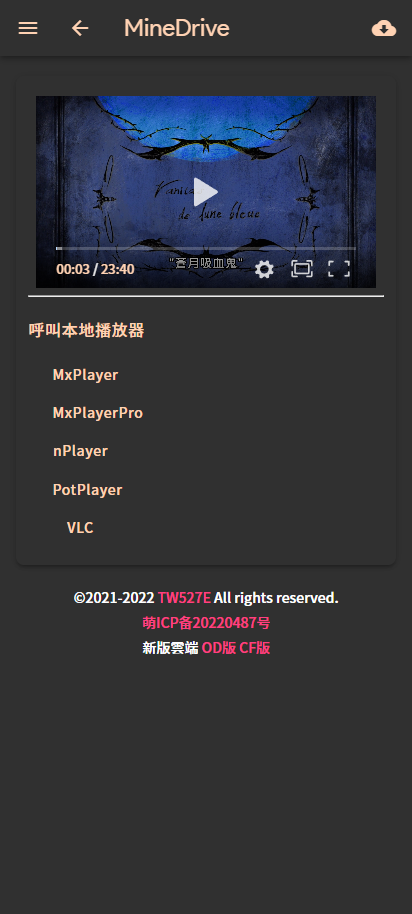 MineDrive
de lune bleue
"蒼月吸血鬼"
00:03 / 23:40
呼叫本地播放器
MxPlayer
MxPlayerPro
nPlayer
PotPlayer
VLC
©2021-2022 TW527E All rights reserved.
萌ICP备20220487号
新版雲端 OD版 CF版